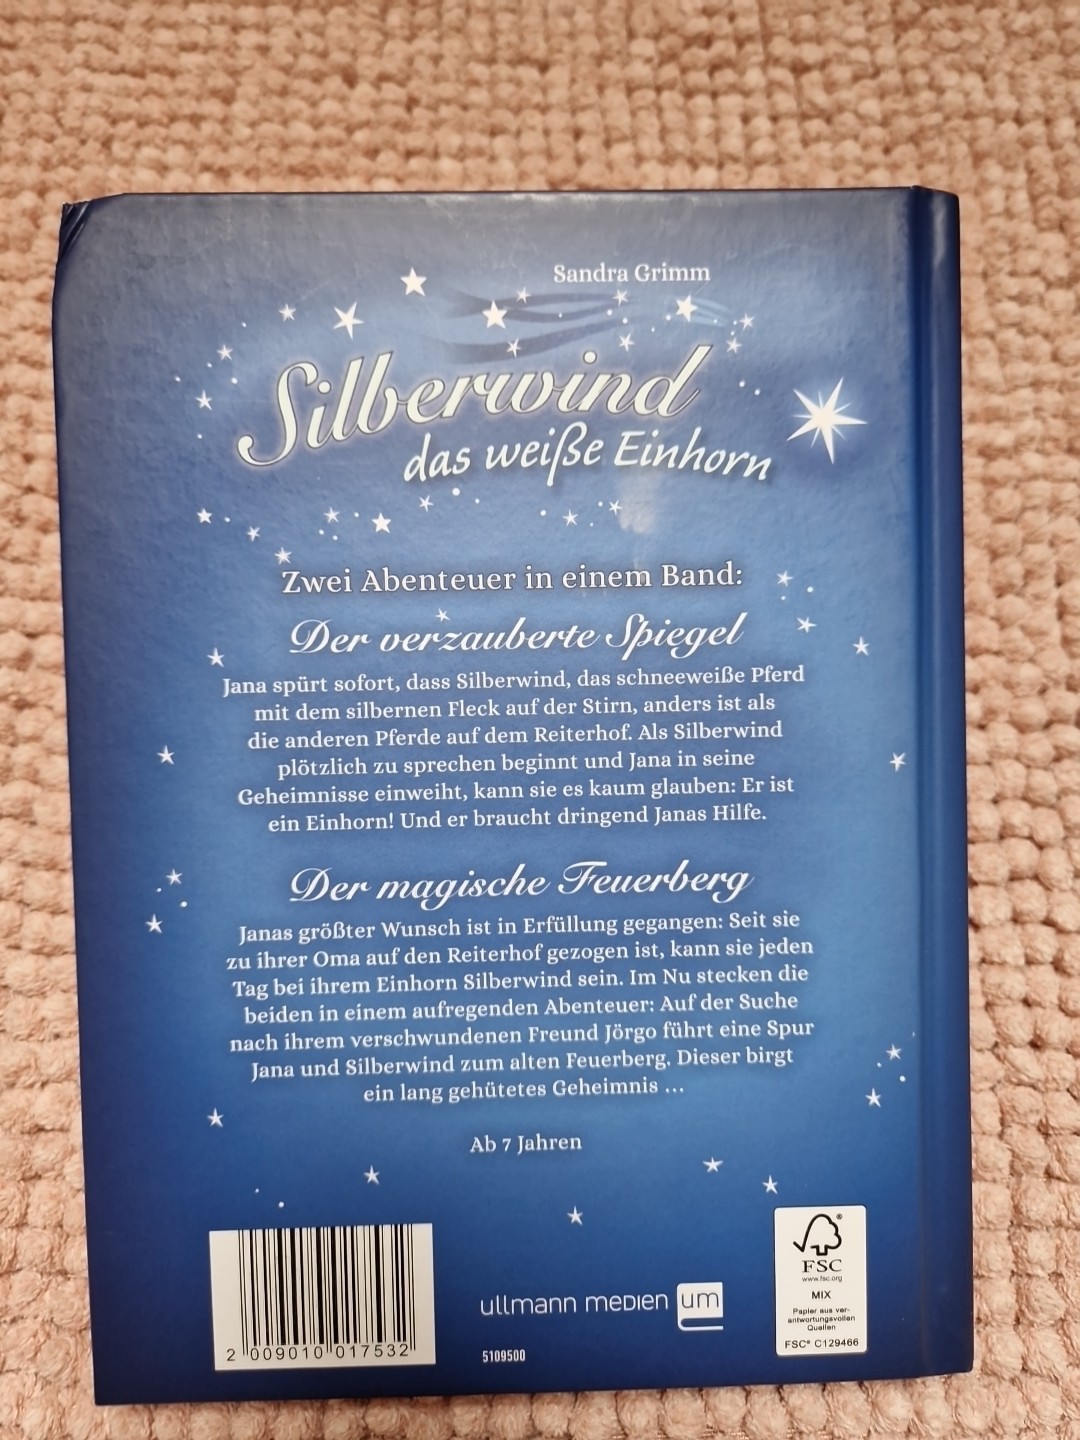 Sandra Grimm
Silberwind
das weiße Einhorn
Zwei Abenteuer in einem Band:
Der verzauberte Spiegel
Jana spürt sofort, dass Silberwind, das schneeweiße Pferd
mit dem silbernen Fleck auf der Stirn, anders ist als
die anderen Pferde auf dem Reiterhof. Als Silberwind
plötzlich zu sprechen beginnt und Jana in seine
Geheimnisse einweiht, kann sie es kaum glauben: Er ist
ein Einhorn! Und er braucht dringend Janas Hilfe.
Der magische Feuerberg
Janas größter Wunsch ist in Erfüllung gegangen: Seit sie
zu ihrer Oma auf den Reiterhof gezogen ist, kann sie jeden
Tag bei ihrem Einhorn Silberwind sein. Im Nu stecken die
beiden in einem aufregenden Abenteuer: Auf der Suche
nach ihrem verschwundenen Freund Jörgo führt eine Spur
Jana und Silberwind zum alten Feuerberg. Dieser birgt
ein lang gehütetes Geheimnis ...
Ab 7 Jahren
2 009010 017532
ullmann medien um
5109500
®
FSC
www.fsc.org
MIX
Papier aus ver-
antwortungsvollen
Quellen
FSC® C129466